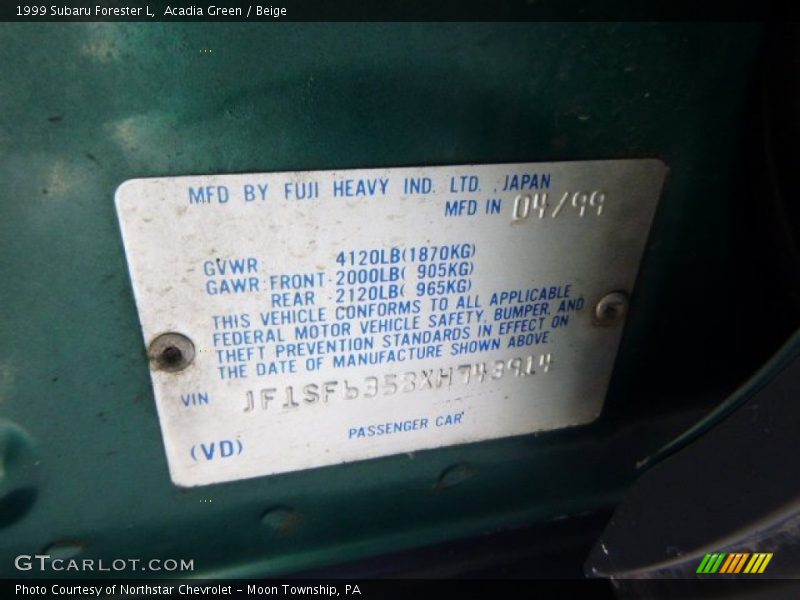 1999 Subaru Forester L, Acadia Green / Beige
MFD BY FUJI HEAVY IND. LTD. , JAPAN
MFD IN 04/99
GVWR 4120LB(1870KG)
GAWR:FRONT-2000LB( 905KG)
REAR -2120LB( 965KG)
THIS VEHICLE CONFORMS TO ALL APPLICABLE
FEDERAL MOTOR VEHICLE SAFETY, BUMPER, AND
THEFT PREVENTION STANDARDS IN EFFECT ON
THE DATE OF MANUFACTURE SHOWN ABOVE.
VIN JF1SF6358XH743914
(VD) PASSENGER CAR
GTCARLOT.COM
Photo Courtesy of Northstar Chevrolet - Moon Township, PA